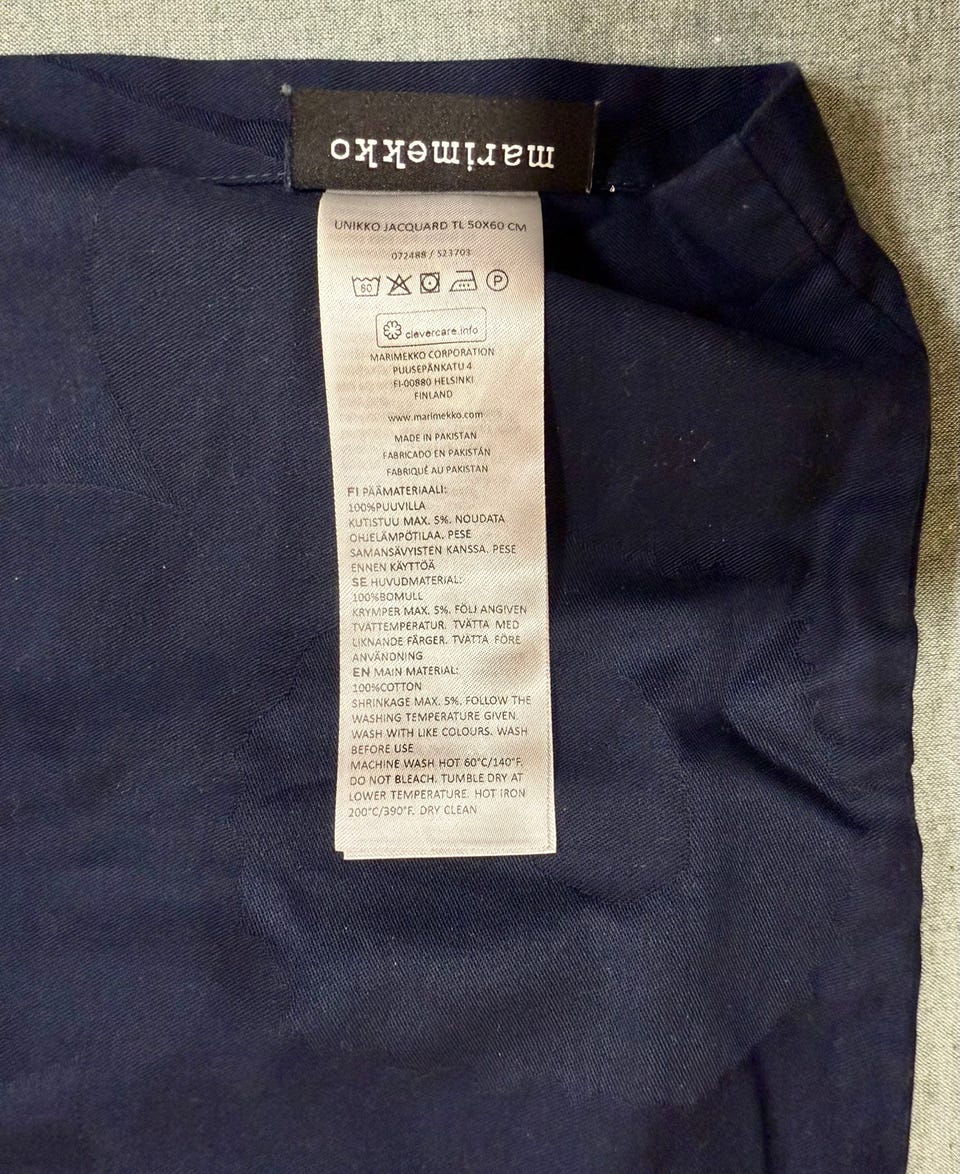 marimekko
UNIKKO JACQUARD TL 50X60 CM
072488 / 523703
60 P
clevercare.info
MARIMEKKO CORPORATION
PUUSEPÄNKATU 4
FI-00880 HELSINKI
FINLAND
www.marimekko.com
MADE IN PAKISTAN
FABRICADO EN PAKISTÁN
FABRIQUÉ AU PAKISTAN
FI PÄÄMATERIAALI:
100%PUUVILLA
KUTISTUU MAX. 5%. NOUDATA
OHJELÄMPÖTILAA. PESE
SAMANSÄVYISTEN KANSSA. PESE
ENNEN KÄYTTÖÄ
SE HUVUDMATERIAL:
100%BOMULL
KRYMPER MAX. 5%. FÖLJ ANGIVEN
TVÄTTEMPERATUR. TVÄTTA MED
LIKNANDE FÄRGER. TVÄTTA FÖRE
ANVÄNDNING
EN MAIN MATERIAL:
100%COTTON
SHRINKAGE MAX. 5%. FOLLOW THE
WASHING TEMPERATURE GIVEN.
WASH WITH LIKE COLOURS. WASH
BEFORE USE
MACHINE WASH HOT 60°C/140°F.
DO NOT BLEACH. TUMBLE DRY AT
LOWER TEMPERATURE. HOT IRON
200°C/390°F. DRY CLEAN